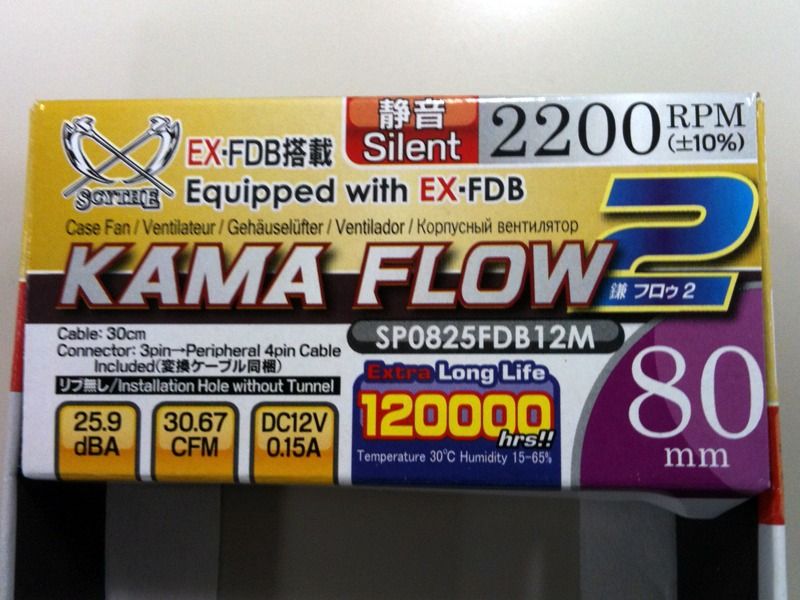 SCYTHE
EX・FDB搭載
静音
Silent
2200 RPM
(±10%)
Equipped with EX・FDB
Case Fan / Ventilateur / Gehäuselüfter / Ventilador / Корпусный вентилятор
KAMA FLOW 2
鎌 フロゥ 2
SP0825FDB12M
Cable: 30cm
Connector: 3pin→Peripheral 4pin Cable
Included(変換ケーブル同梱)
リブ無し/Installation Hole without Tunnel
25.9
dBA
30.67
CFM
DC12V
0.15A
Extra Long Life
120000
hrs!!
Temperature 30℃ Humidity 15-65%
80
mm